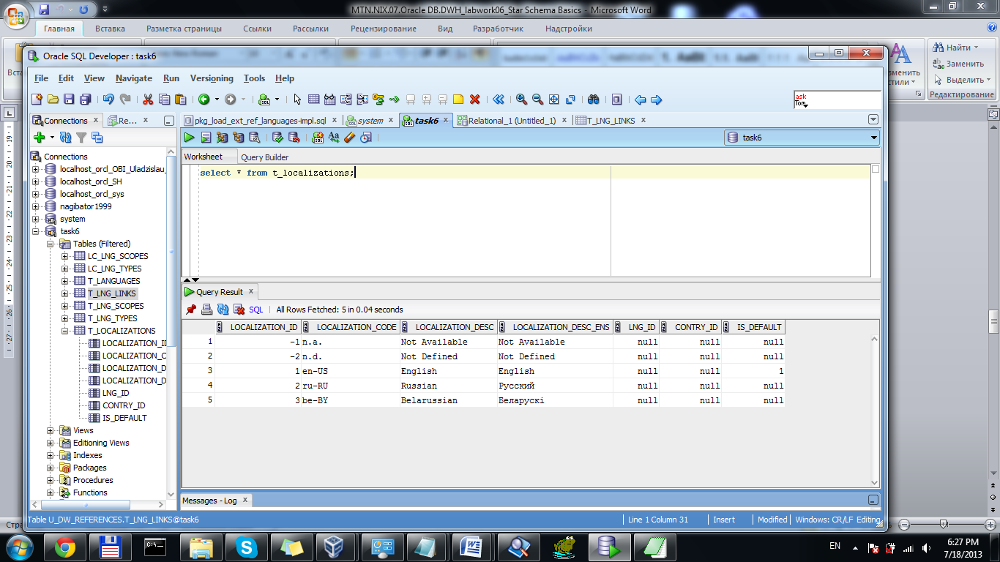 MTN.NIX.07.Oracle DB.DWH_labwork06_Star Schema Basics - Microsoft Word
Главная Вставка Разметка страницы Ссылки Рассылки Рецензирование Вид Разработчик Надстройки
Найти
Заменить
Выделить
Редактирование
Oracle SQL Developer : task6
File Edit View Navigate Run Versioning Tools Help
ask
Tom
Connections Re...
pkg_load_ext_ref_languages-impl.sql system task6 Relational_1 (Untitled_1) T_LNG_LINKS
task6
Worksheet Query Builder
select * from t_localizations;
Connections
localhost_orcl_OBI_Uladzislau_
localhost_orcl_SH
localhost_orcl_sys
nagibator1999
system
task6
Tables (Filtered)
LC_LNG_SCOPES
LC_LNG_TYPES
T_LANGUAGES
T_LNG_LINKS
T_LNG_SCOPES
T_LNG_TYPES
T_LOCALIZATIONS
LOCALIZATION_ID
LOCALIZATION_C
LOCALIZATION_D
LOCALIZATION_D
LNG_ID
CONTRY_ID
IS_DEFAULT
Views
Editioning Views
Indexes
Packages
Procedures
Functions
Query Result
SQL All Rows Fetched: 5 in 0.04 seconds
LOCALIZATION_ID LOCALIZATION_CODE LOCALIZATION_DESC LOCALIZATION_DESC_ENS LNG_ID CONTRY_ID IS_DEFAULT
1 -1 n.a. Not Available Not Available null null null
2 -2 n.d. Not Defined Not Defined null null null
3 1 en-US English English null null 1
4 2 ru-RU Russian Русский null null null
5 3 be-BY Belarussian Беларускі null null null
Messages - Log
Table U_DW_REFERENCES.T_LNG_LINKS@task6 Line 1 Column 31 Insert Modified Windows: CR/LF Editing
EN 6:27 PM
7/18/2013